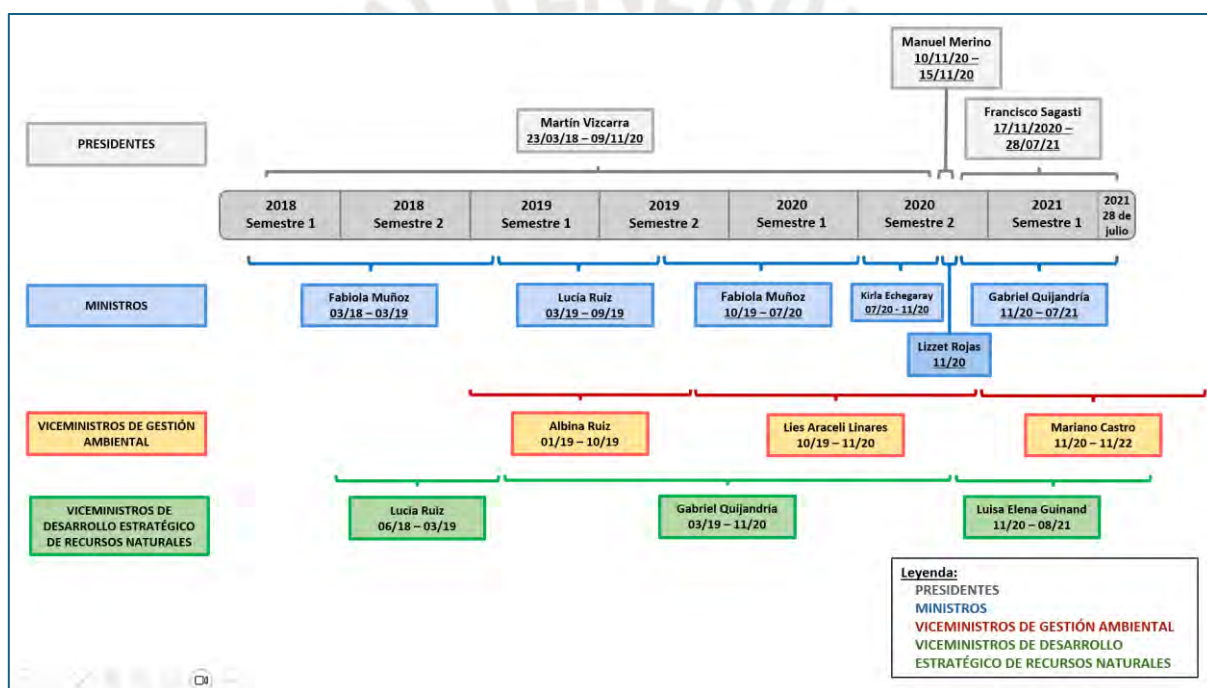 Manuel Merino
10/11/20 –
15/11/20
Martín Vizcarra
23/03/18 – 09/11/20
Francisco Sagasti
17/11/2020 –
28/07/21
PRESIDENTES
2018
Semestre 1
2018
Semestre 2
2019
Semestre 1
2019
Semestre 2
2020
Semestre 1
2020
Semestre 2
2021
Semestre 1
2021
28 de
julio
MINISTROS
Fabiola Muñoz
03/18 – 03/19
Lucía Ruiz
03/19 – 09/19
Fabiola Muñoz
10/19 – 07/20
Kirla Echegaray
07/20 - 11/20
Gabriel Quijandría
11/20 – 07/21
Lizzet Rojas
11/20
VICEMINISTROS DE GESTIÓN
AMBIENTAL
Albina Ruiz
01/19 – 10/19
Lies Araceli Linares
10/19 – 11/20
Mariano Castro
11/20 – 11/22
VICEMINISTROS DE
DESARROLLO ESTRATÉGICO
DE RECURSOS NATURALES
Lucía Ruiz
06/18 – 03/19
Gabriel Quijandría
03/19 – 11/20
Luisa Elena Guinand
11/20 – 08/21
Leyenda:
PRESIDENTES
MINISTROS
VICEMINISTROS DE GESTIÓN AMBIENTAL
VICEMINISTROS DE DESARROLLO
ESTRATÉGICO DE RECURSOS NATURALES